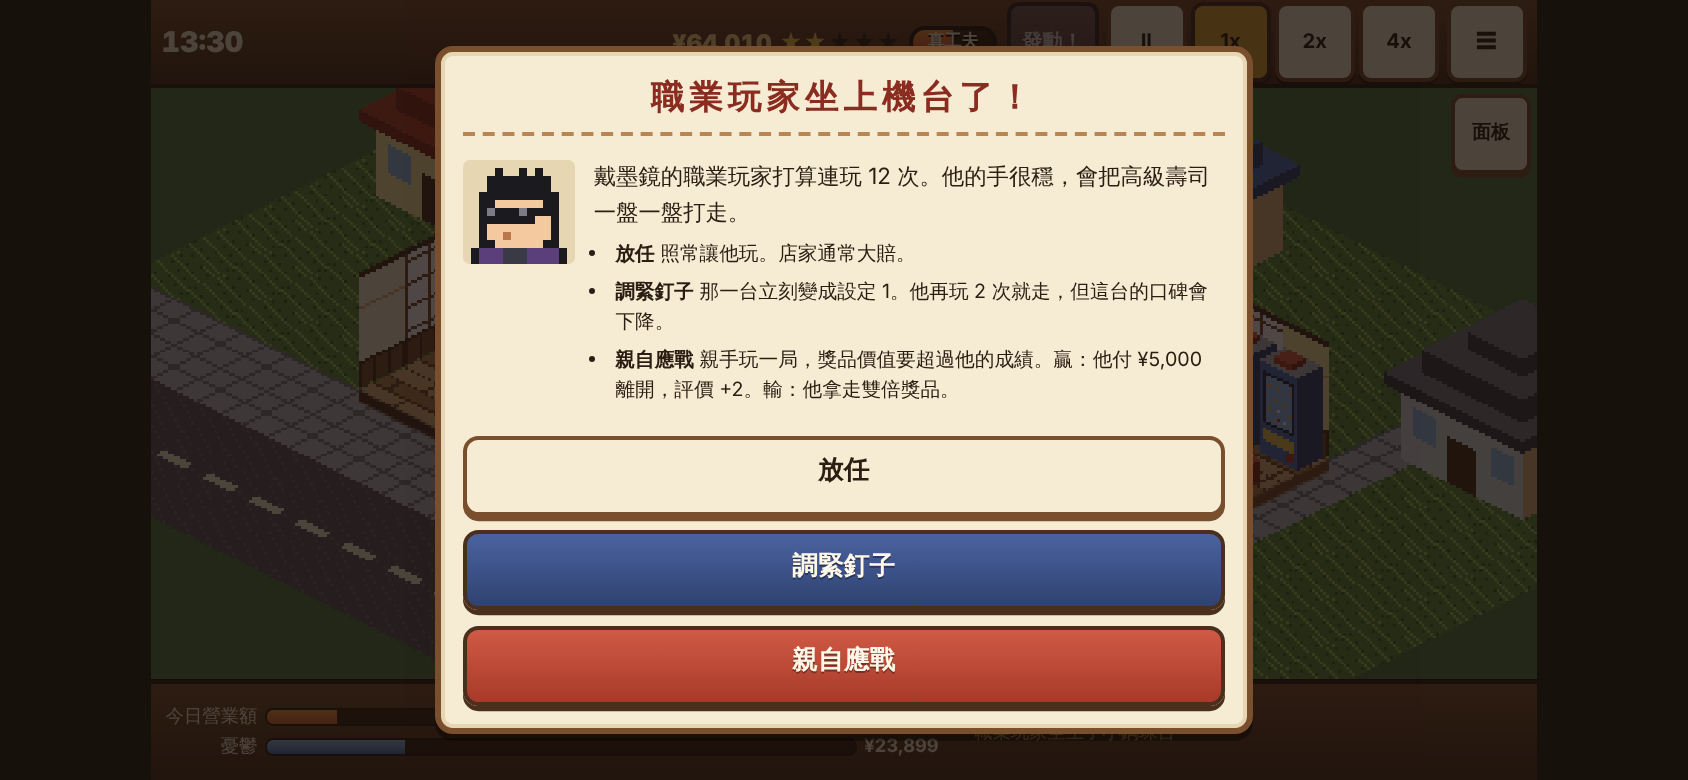 13:30
¥64,010
發動！
II
1x
2x
4x
面板
職業玩家坐上機台了！
戴墨鏡的職業玩家打算連玩 12 次。他的手很穩，會把高級壽司
一盤一盤打走。
• 放任 照常讓他玩。店家通常大賠。
• 調緊釘子 那一台立刻變成設定 1。他再玩 2 次就走，但這台的口碑會
下降。
• 親自應戰 親手玩一局，獎品價值要超過他的成績。贏：他付 ¥5,000
離開，評價 +2。輸：他拿走雙倍獎品。
放任
調緊釘子
親自應戰
今日營業額
憂鬱
¥23,899